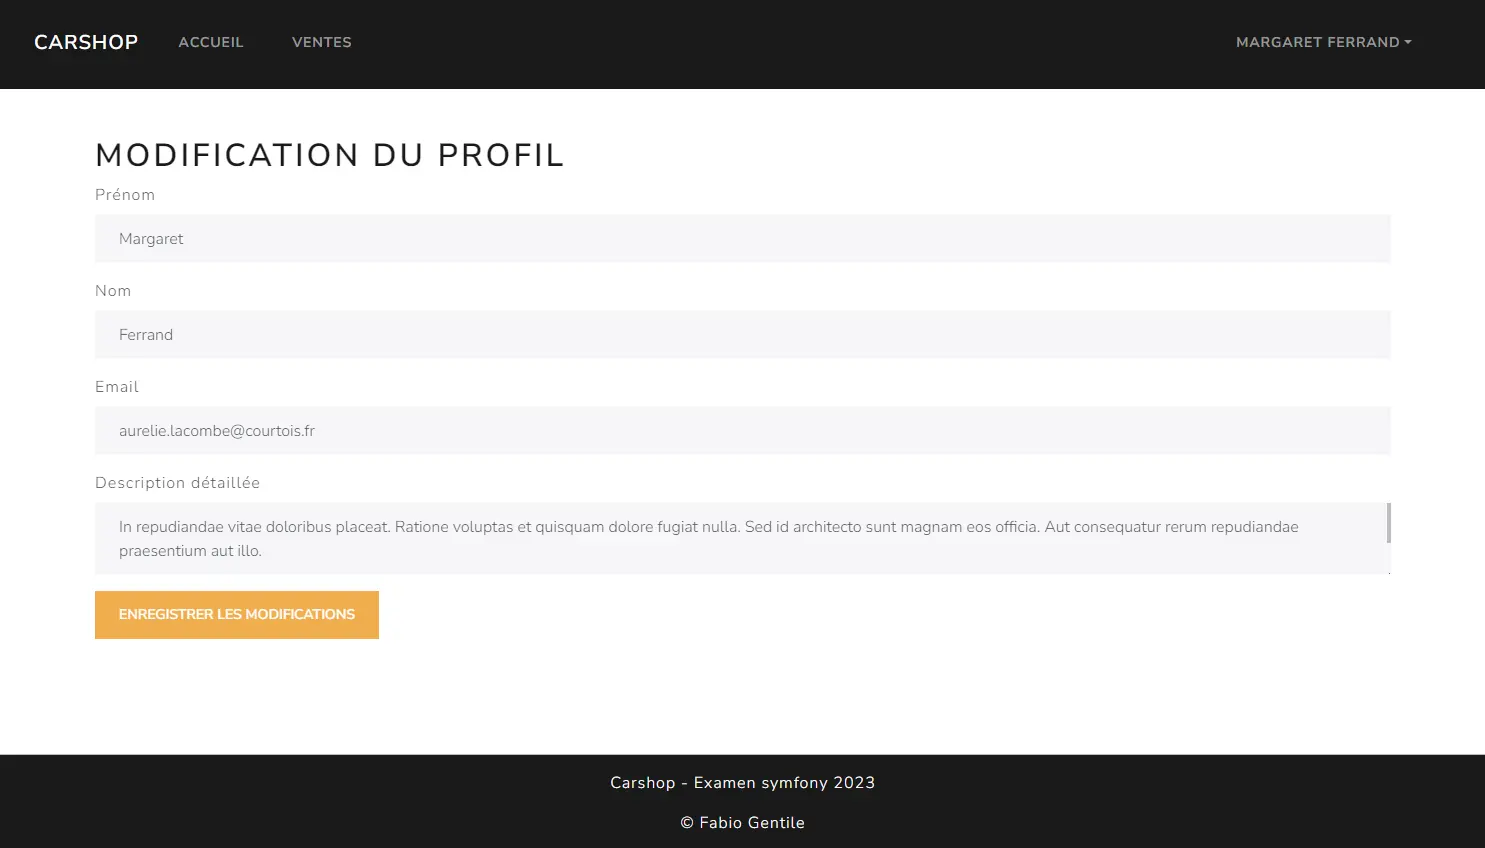 CARSHOP ACCUEIL VENTES MARGARET FERRAND
MODIFICATION DU PROFIL
Prénom
Margaret
Nom
Ferrand
Email
aurelie.lacombe@courtois.fr
Description détaillée
In repudiandae vitae doloribus placeat. Ratione voluptas et quisquam dolore fugiat nulla. Sed id architecto sunt magnam eos officia. Aut consequatur rerum repudiandae
praesentium aut illo.
ENREGISTRER LES MODIFICATIONS
Carshop - Examen symfony 2023
© Fabio Gentile